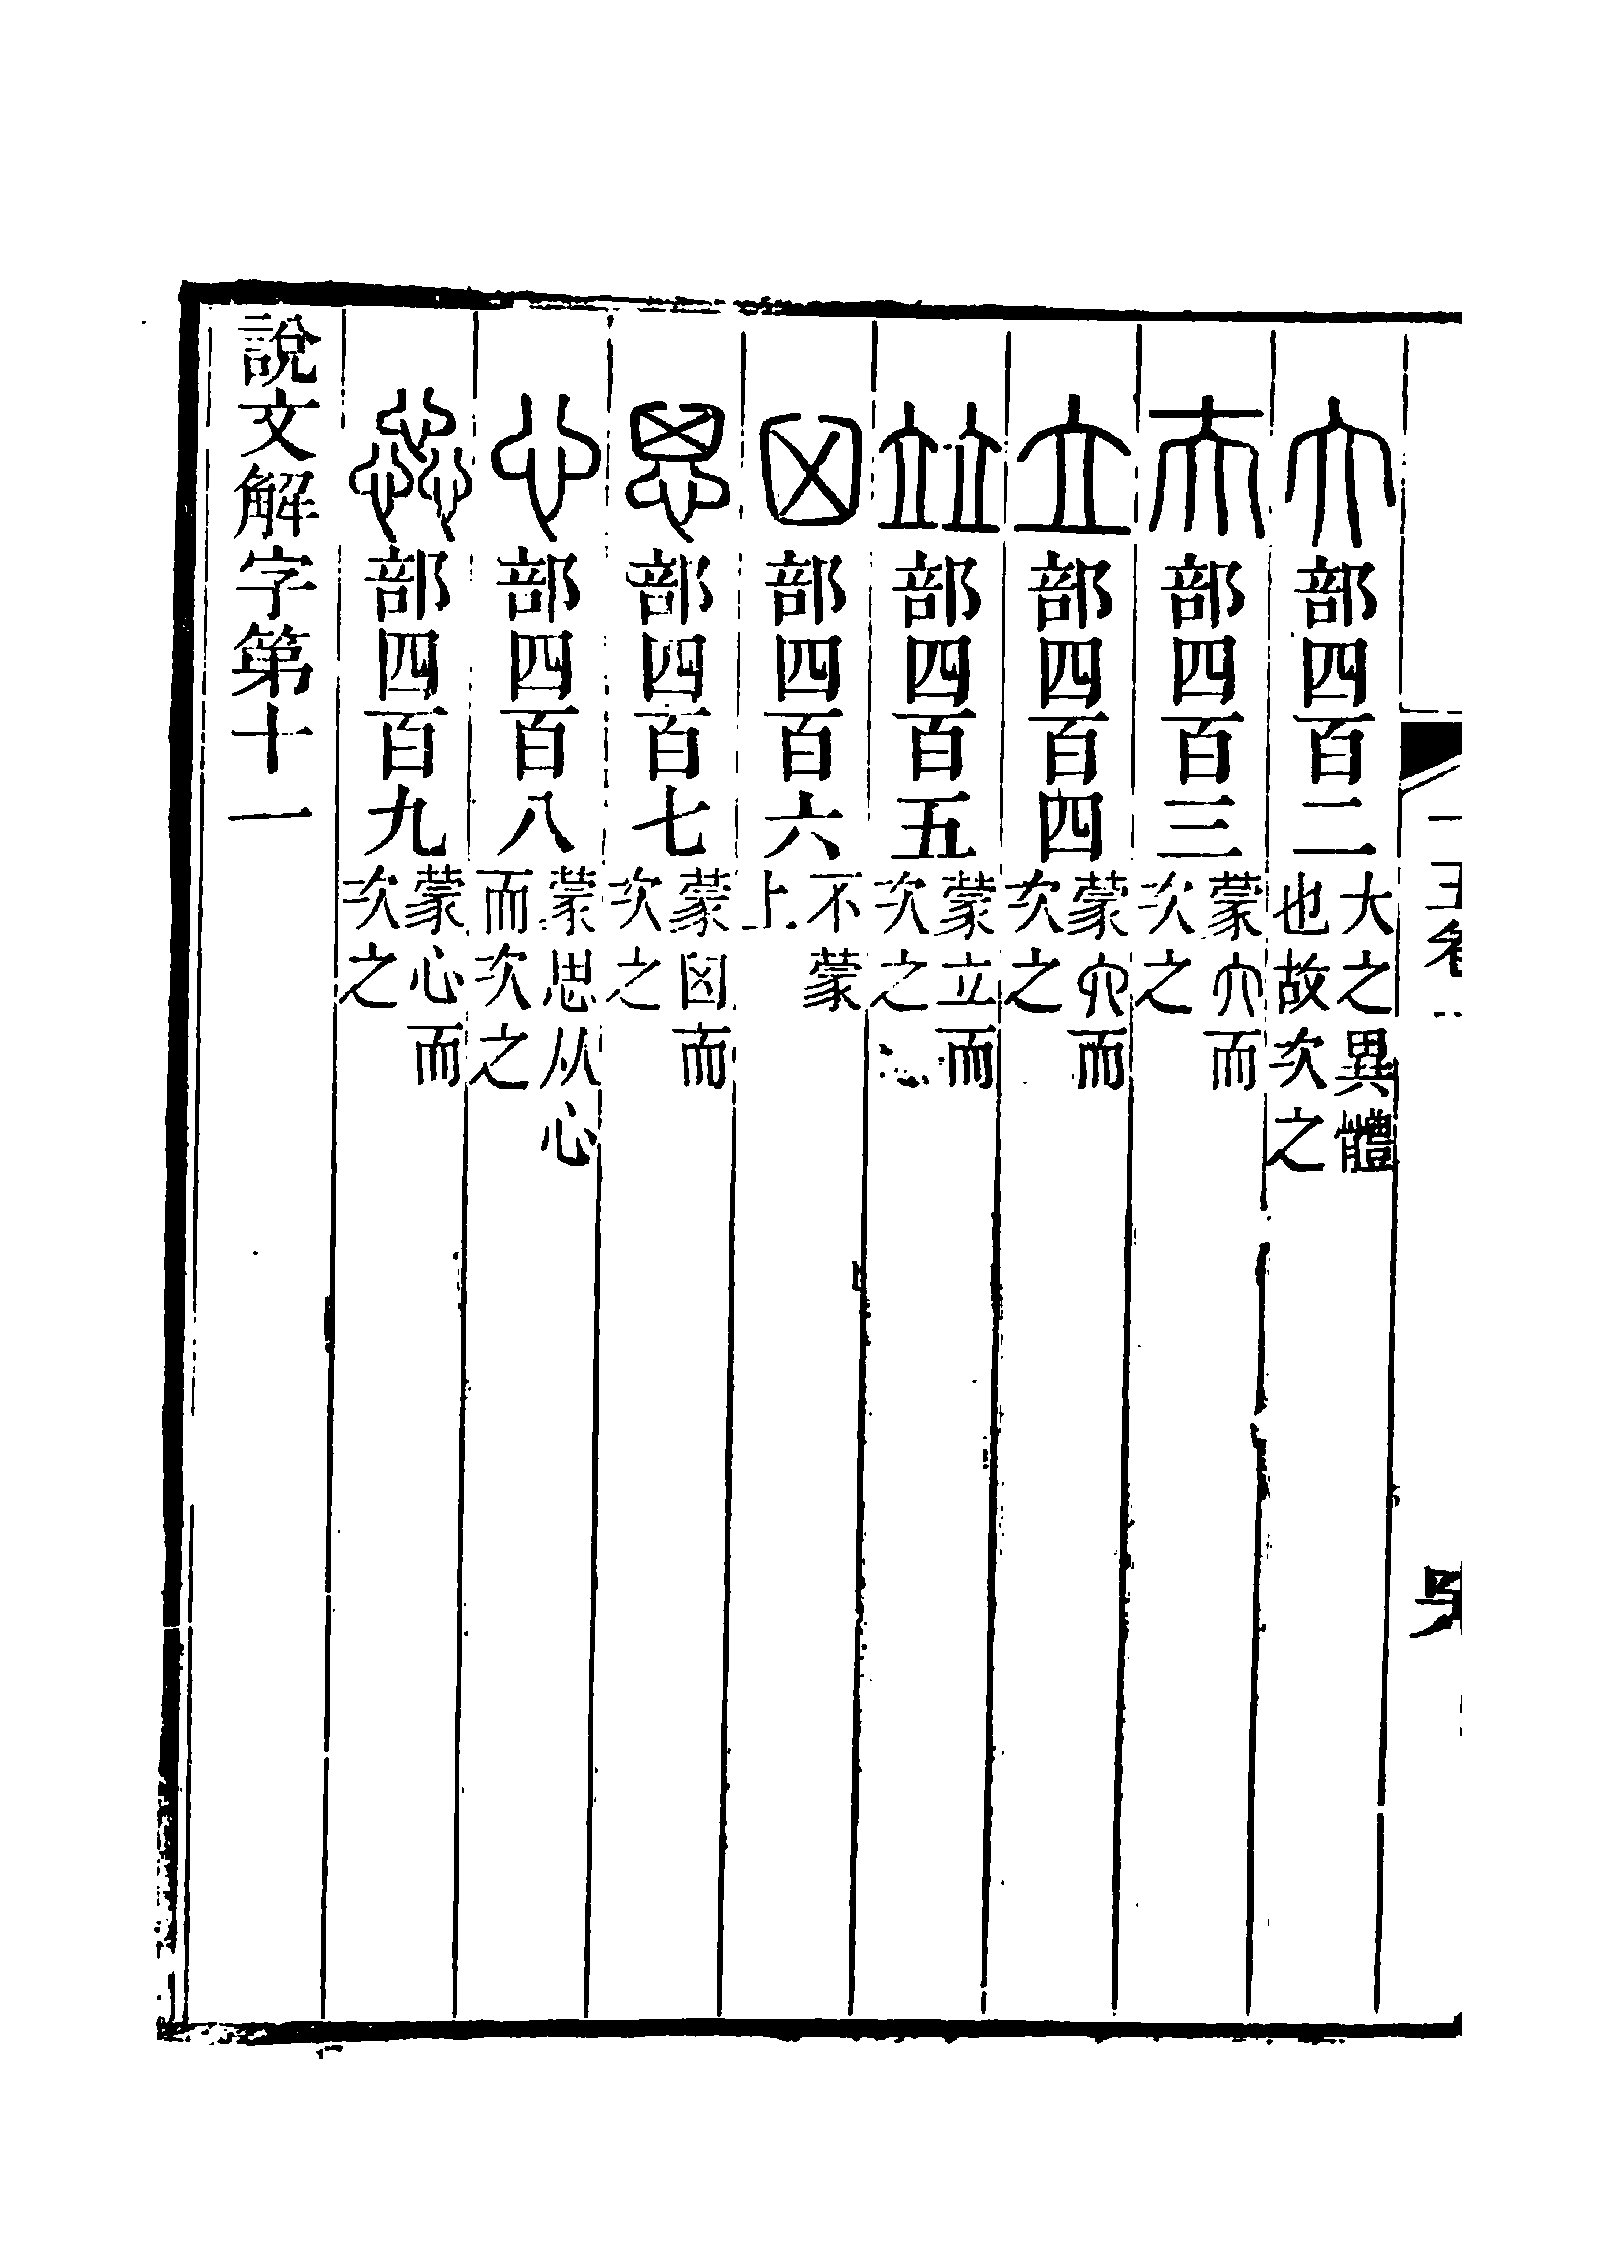 亣部四百二大之異體也故次之
夫部四百三蒙亣而次之
立部四百四蒙亣而次之
竝部四百五蒙立而次之
囟部四百六不蒙上
思部四百七蒙囟而次之
心部四百八蒙思从心而次之
惢部四百九蒙心而次之
說文解字第十一